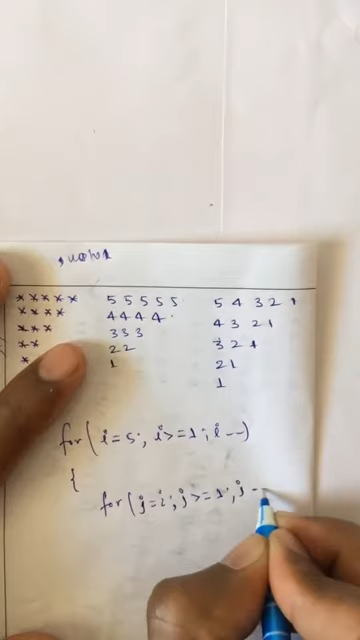 ***** 5 5 5 5 5 5 4 3 2 1
**** 4 4 4 4 4 3 2 1
*** 3 3 3 3 2 1
** 2 2 2 1
* 1 1
for ( i = 5; i >= 1; i --)
{
for ( j = i; j >= 1; j --